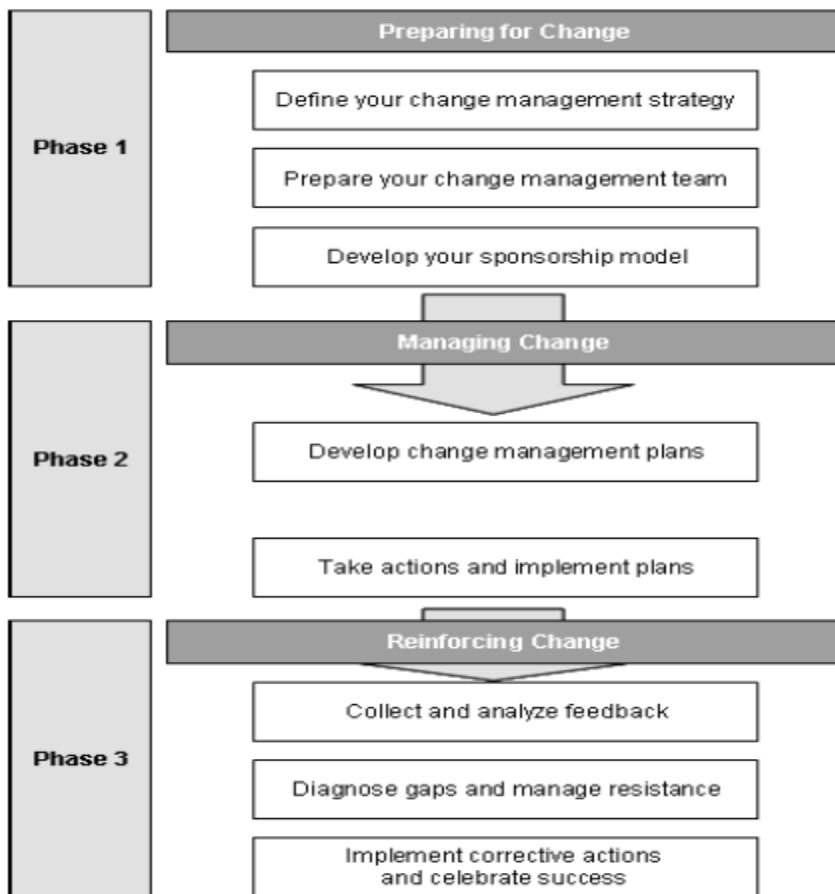 Preparing for Change
Phase 1
Define your change management strategy
Prepare your change management team
Develop your sponsorship model
Managing Change
Phase 2
Develop change management plans
Take actions and implement plans
Reinforcing Change
Phase 3
Collect and analyze feedback
Diagnose gaps and manage resistance
Implement corrective actions
and celebrate success